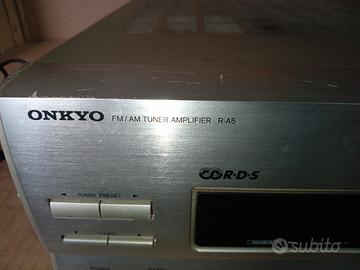 ONKYO FM / AM TUNER AMPLIFIER R-A5
R·D·S
◄ TUNER PRESET ►
subito